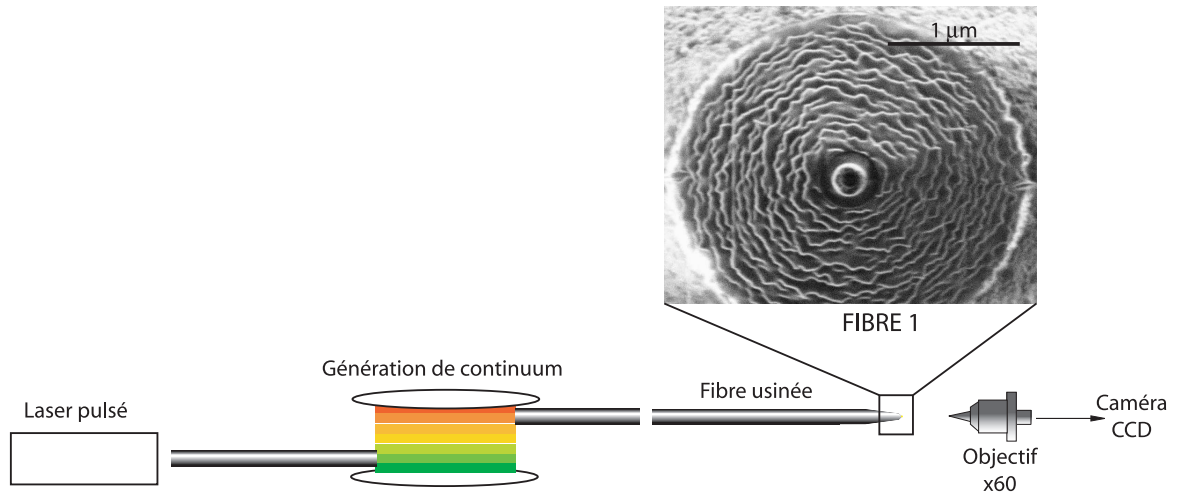 1 µm
FIBRE 1
Génération de continuum
Laser pulsé
Fibre usinée
Caméra
CCD
Objectif
x60